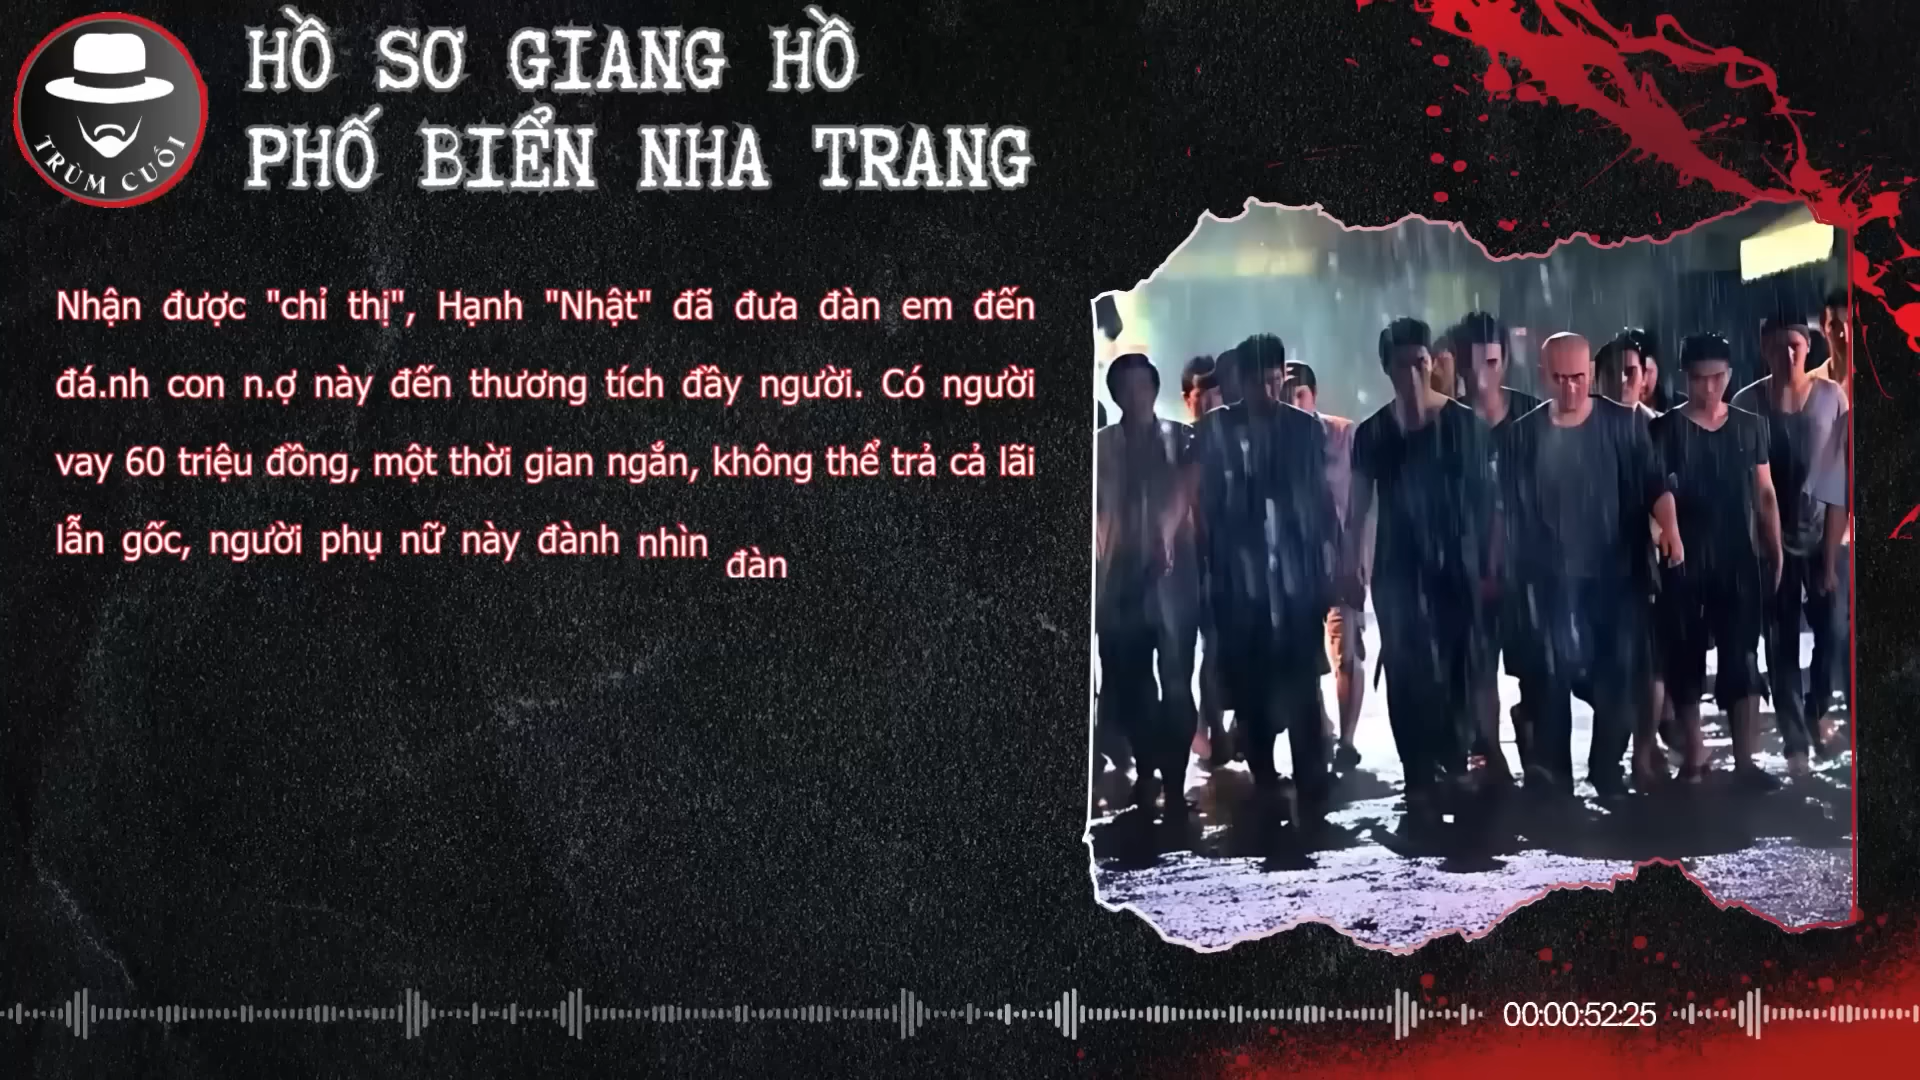 TRÙM CUỐI
HỒ SƠ GIANG HỒ
PHỐ BIỂN NHA TRANG
Nhận được "chỉ thị", Hạnh "Nhật" đã đưa đàn em đến
đá.nh con n.ợ này đến thương tích đầy người. Có người
vay 60 triệu đồng, một thời gian ngắn, không thể trả cả lãi
lẫn gốc, người phụ nữ này đành nhìn đàn
00:00:52:25